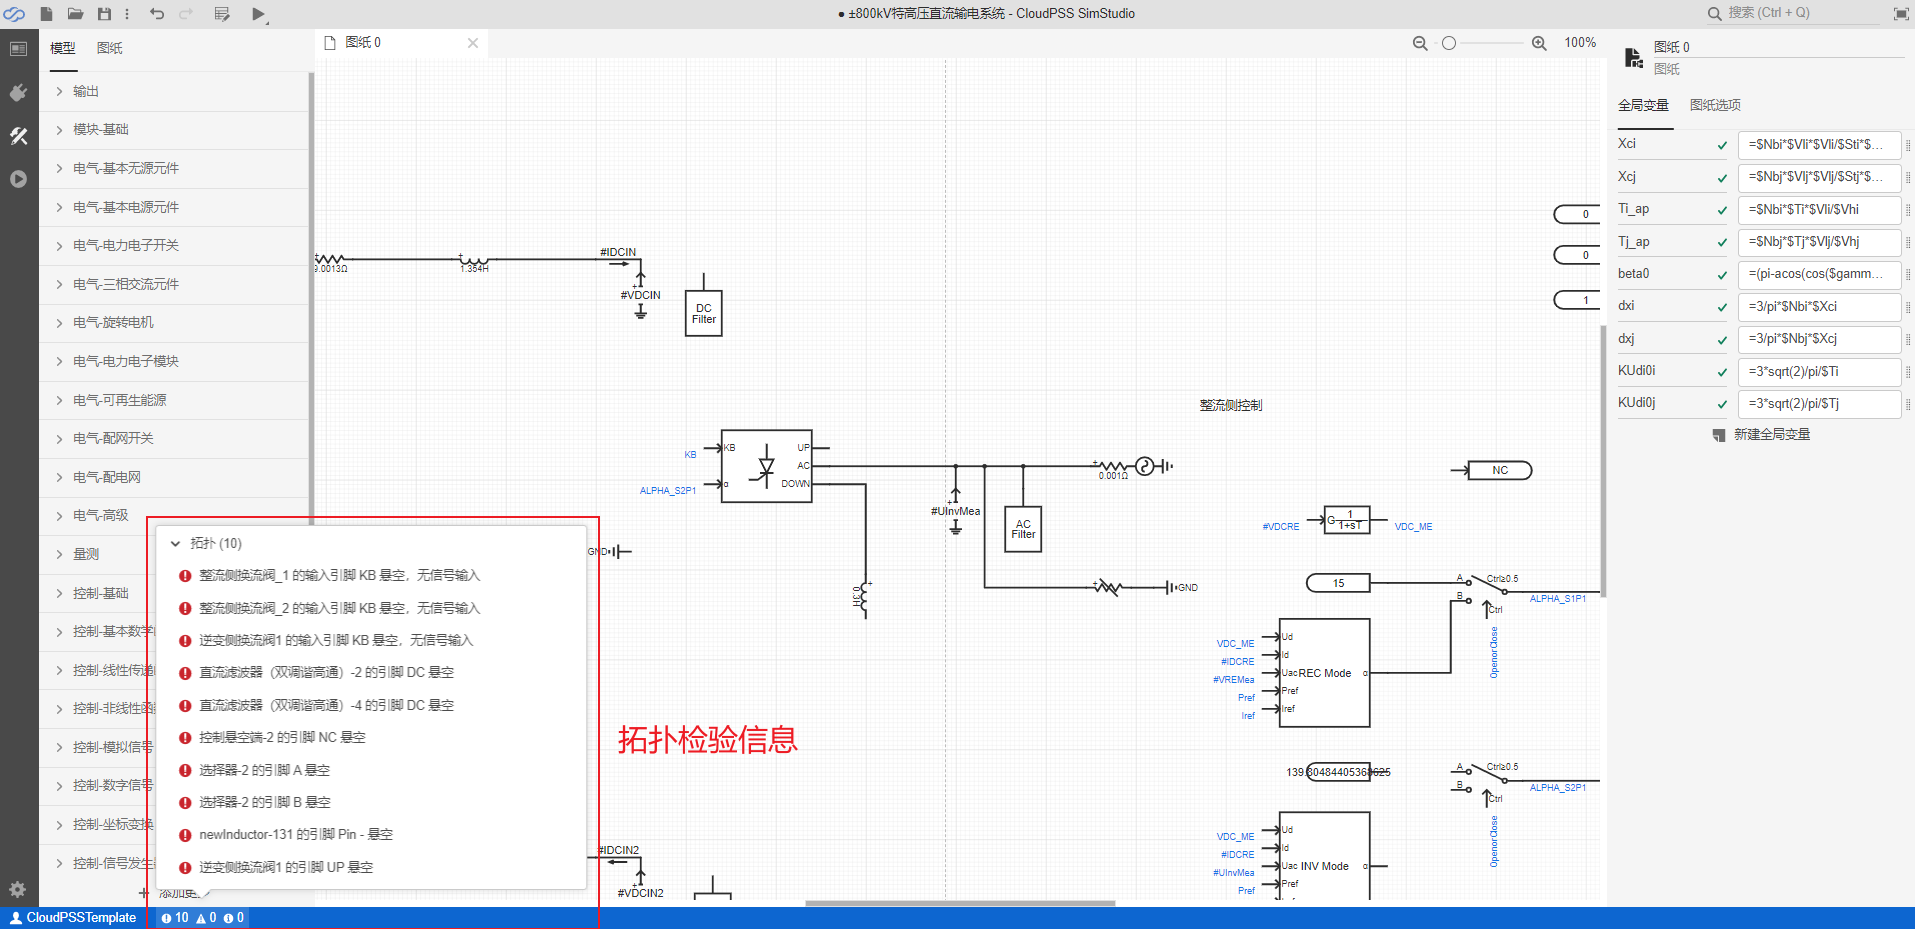 ● ±800kV特高压直流输电系统 - CloudPSS SimStudio
搜索 (Ctrl + Q)
模型
图纸
输出
模块-基础
电气-基本无源元件
电气-基本电源元件
电气-电力电子开关
电气-三相交流元件
电气-旋转电机
电气-电力电子模块
电气-可再生能源
电气-配网开关
电气-配电网
电气-高级
量测
控制-基础
控制-基本数学
控制-线性传递
控制-非线性函
控制-模拟信号
控制-数字信号
控制-坐标变换
控制-信号发生
拓扑 (10)
整流侧换流阀_1 的输入引脚 KB 悬空，无信号输入
整流侧换流阀_2 的输入引脚 KB 悬空，无信号输入
逆变侧换流阀1 的输入引脚 KB 悬空，无信号输入
直流滤波器（双调谐高通）-2 的引脚 DC 悬空
直流滤波器（双调谐高通）-4 的引脚 DC 悬空
控制悬空端-2 的引脚 NC 悬空
选择器-2 的引脚 A 悬空
选择器-2 的引脚 B 悬空
newInductor-131 的引脚 Pin - 悬空
逆变侧换流阀1 的引脚 UP 悬空
CloudPSSTemplate
10
0
0
拓扑检验信息
图纸 0
100%
0.0013Ω
1.354H
#IDCIN
#VDCIN
DC
Filter
0
0
1
整流侧控制
KB
KB
UP
AC
DOWN
ALPHA_S2P1
α
#UInvMea
AC
Filter
0.001Ω
GND
0.3H
GND
NC
#VDCRE
G
1
1+sT
VDC_ME
15
A
B
Ctrl≥0.5
Ctrl
ALPHA_S1P1
OpenorClose
VDC_ME
#IDCRE
#VREMea
Pref
Iref
Ud
Id
Uac
Pref
Iref
REC Mode
α
139.80484405368625
A
B
Ctrl≥0.5
Ctrl
ALPHA_S2P1
OpenorClose
VDC_ME
#IDCRE
#UInvMea
Pref
Ud
Id
Uac
Pref
INV Mode
α
#IDCIN2
#VDCIN2
图纸 0
图纸
全局变量
图纸选项
Xci
=$Nbi*$Vli*$Vli/$Sti*$...
Xcj
=$Nbj*$Vlj*$Vlj/$Stj*$...
Ti_ap
=$Nbi*$Ti*$Vli/$Vhi
Tj_ap
=$Nbj*$Tj*$Vlj/$Vhj
beta0
=(pi-acos(cos($gamm...
dxi
=3/pi*$Nbi*$Xci
dxj
=3/pi*$Nbj*$Xcj
KUdi0i
=3*sqrt(2)/pi/$Ti
KUdi0j
=3*sqrt(2)/pi/$Tj
新建全局变量